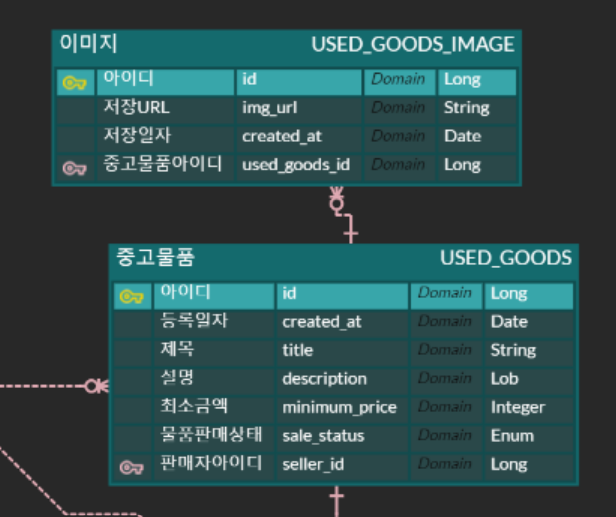 이미지 USED_GOODS_IMAGE
아이디 id Domain Long
저장URL img_url Domain String
저장일자 created_at Domain Date
중고물품아이디 used_goods_id Domain Long
중고물품 USED_GOODS
아이디 id Domain Long
등록일자 created_at Domain Date
제목 title Domain String
설명 description Domain Lob
최소금액 minimum_price Domain Integer
물품판매상태 sale_status Domain Enum
판매자아이디 seller_id Domain Long